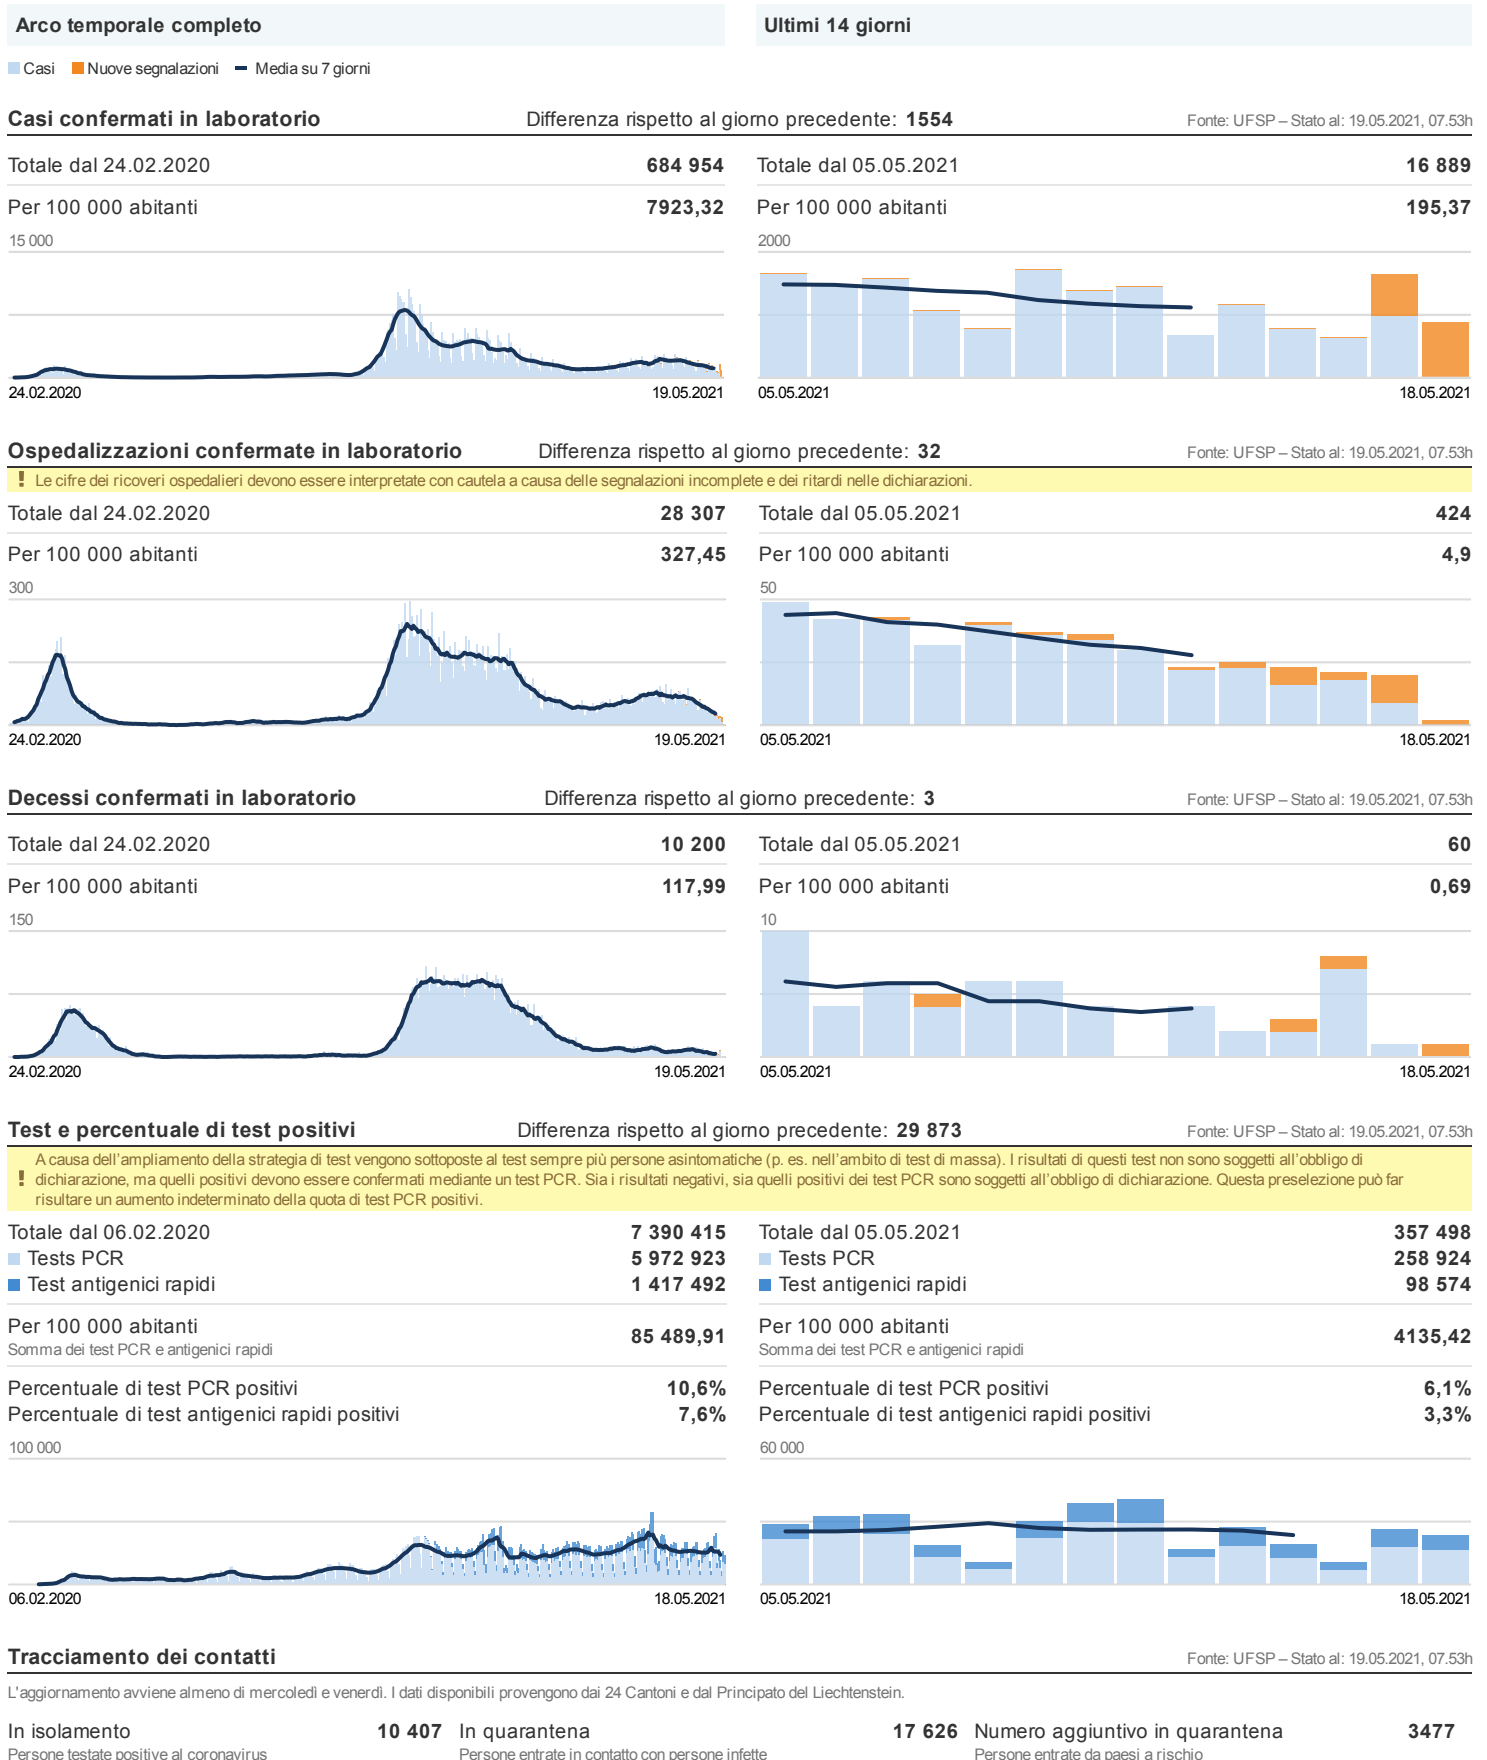 Arco temporale completo
Ultimi 14 giorni
Casi Nuove segnalazioni Media su 7 giorni
Casi confermati in laboratorio Differenza rispetto al giorno precedente: 1554 Fonte: UFSP – Stato al: 19.05.2021, 07.53h
Totale dal 24.02.2020 684 954
Per 100 000 abitanti 7923,32
15 000
24.02.2020 19.05.2021
Totale dal 05.05.2021 16 889
Per 100 000 abitanti 195,37
2000
05.05.2021 18.05.2021
Ospedalizzazioni confermate in laboratorio Differenza rispetto al giorno precedente: 32 Fonte: UFSP – Stato al: 19.05.2021, 07.53h
! Le cifre dei ricoveri ospedalieri devono essere interpretate con cautela a causa delle segnalazioni incomplete e dei ritardi nelle dichiarazioni.
Totale dal 24.02.2020 28 307
Per 100 000 abitanti 327,45
300
24.02.2020 19.05.2021
Totale dal 05.05.2021 424
Per 100 000 abitanti 4,9
50
05.05.2021 18.05.2021
Decessi confermati in laboratorio Differenza rispetto al giorno precedente: 3 Fonte: UFSP – Stato al: 19.05.2021, 07.53h
Totale dal 24.02.2020 10 200
Per 100 000 abitanti 117,99
150
24.02.2020 19.05.2021
Totale dal 05.05.2021 60
Per 100 000 abitanti 0,69
10
05.05.2021 18.05.2021
Test e percentuale di test positivi Differenza rispetto al giorno precedente: 29 873 Fonte: UFSP – Stato al: 19.05.2021, 07.53h
A causa dell'ampliamento della strategia di test vengono sottoposte al test sempre più persone asintomatiche (p. es. nell'ambito di test di massa). I risultati di questi test non sono soggetti all'obbligo di
! dichiarazione, ma quelli positivi devono essere confermati mediante un test PCR. Sia i risultati negativi, sia quelli positivi dei test PCR sono soggetti all'obbligo di dichiarazione. Questa preselezione può far
risultare un aumento indeterminato della quota di test PCR positivi.
Totale dal 06.02.2020 7 390 415
Tests PCR 5 972 923
Test antigenici rapidi 1 417 492
Per 100 000 abitanti 85 489,91
Somma dei test PCR e antigenici rapidi
Percentuale di test PCR positivi 10,6%
Percentuale di test antigenici rapidi positivi 7,6%
100 000
06.02.2020 18.05.2021
Totale dal 05.05.2021 357 498
Tests PCR 258 924
Test antigenici rapidi 98 574
Per 100 000 abitanti 4135,42
Somma dei test PCR e antigenici rapidi
Percentuale di test PCR positivi 6,1%
Percentuale di test antigenici rapidi positivi 3,3%
60 000
05.05.2021 18.05.2021
Tracciamento dei contatti Fonte: UFSP – Stato al: 19.05.2021, 07.53h
L'aggiornamento avviene almeno di mercoledì e venerdì. I dati disponibili provengono dai 24 Cantoni e dal Principato del Liechtenstein.
In isolamento 10 407 In quarantena 17 626 Numero aggiuntivo in quarantena 3477
Persone testate positive al coronavirus Persone entrate in contatto con persone infette Persone entrate da paesi a rischio